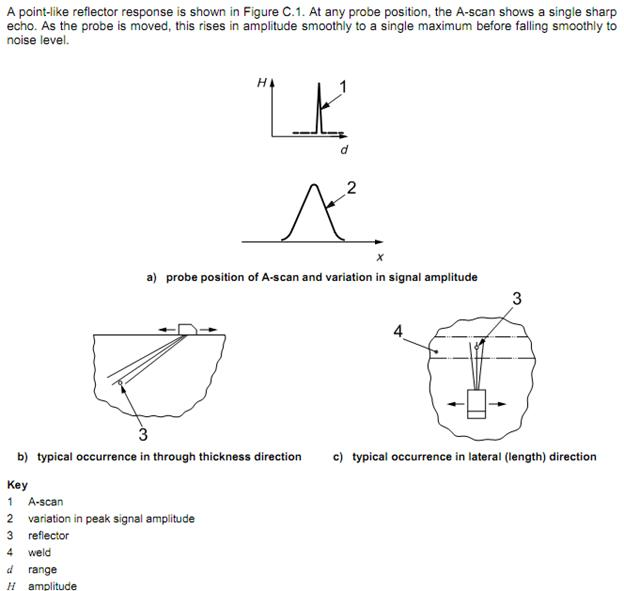 A point-like reflector response is shown in Figure C.1. At any probe position, the A-scan shows a single sharp
echo. As the probe is moved, this rises in amplitude smoothly to a single maximum before falling smoothly to
noise level.
H
1
d
2
x
a) probe position of A-scan and variation in signal amplitude
3
4
3
b) typical occurrence in through thickness direction
c) typical occurrence in lateral (length) direction
Key
1 A-scan
2 variation in peak signal amplitude
3 reflector
4 weld
d range
H amplitude